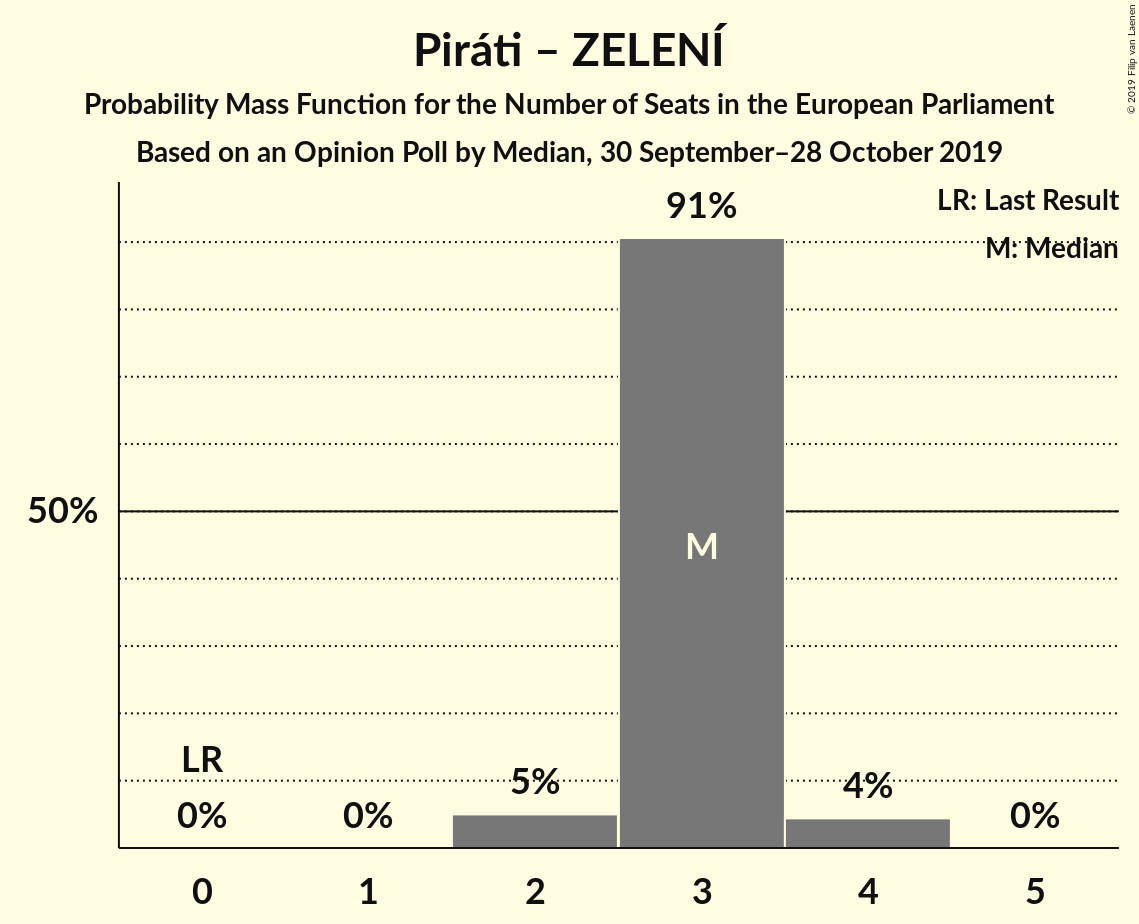 Piráti – ZELENÍ
Probability Mass Function for the Number of Seats in the European Parliament
Based on an Opinion Poll by Median, 30 September–28 October 2019
© 2019 Filip van Laenen
LR: Last Result
M: Median
91%
50%
M
LR
0%
0%
5%
4%
0%
0
1
2
3
4
5